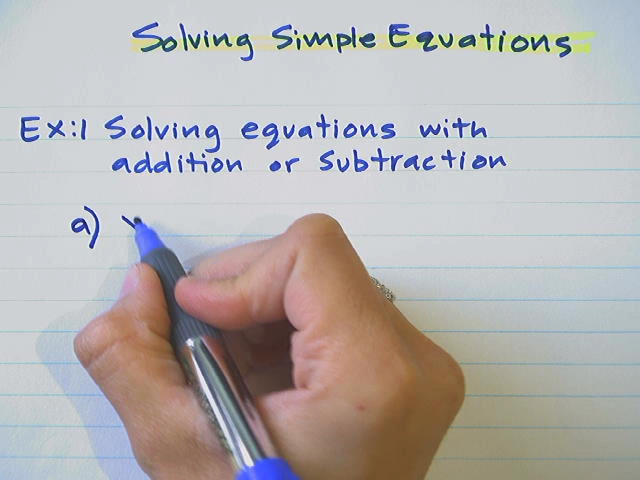 Solving Simple Equations
Ex:1 Solving equations with
addition or subtraction
a)